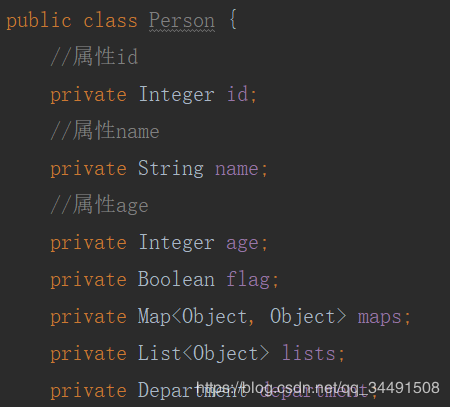 public class Person {
//属性id
private Integer id;
//属性name
private String name;
//属性age
private Integer age;
private Boolean flag;
private Map<Object, Object> maps;
private List<Object> lists;
private Department department;
https://blog.csdn.net/qq_34491508